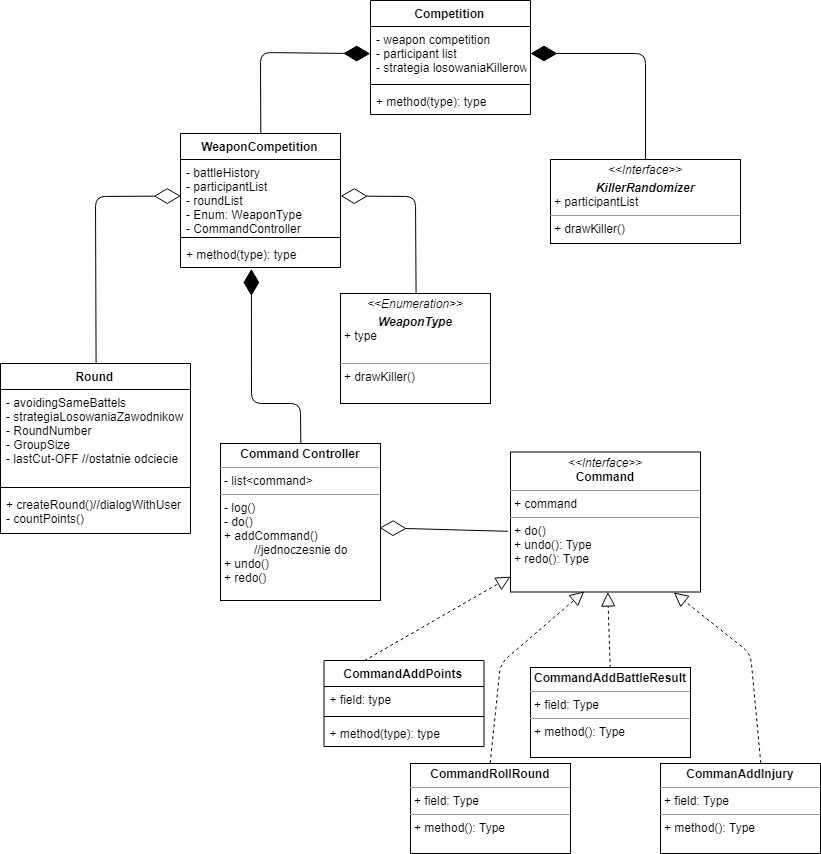 Competition
- weapon competition
- participant list
- strategia losowaniaKillerow
+ method(type): type
WeaponCompetition
- battleHistory
- participantList
- roundList
- Enum: WeaponType
- CommandController
+ method(type): type
<<Interface>>
KillerRandomizer
+ participantList
+ drawKiller()
<<Enumeration>>
WeaponType
+ type
+ drawKiller()
Round
- avoidingSameBattels
- strategiaLosowaniaZawodnikow
- RoundNumber
- GroupSize
- lastCut-OFF //ostatnie odciecie
+ createRound()//dialogWithUser
- countPoints()
Command Controller
- list<command>
- log()
- do()
+ addCommand()
//jednoczesnie do
+ undo()
+ redo()
<<Interface>>
Command
+ command
+ do()
+ undo(): Type
+ redo(): Type
CommandAddPoints
+ field: type
+ method(type): type
CommandAddBattleResult
+ field: Type
+ method(): Type
CommandRollRound
+ field: Type
+ method(): Type
CommanAddInjury
+ field: Type
+ method(): Type